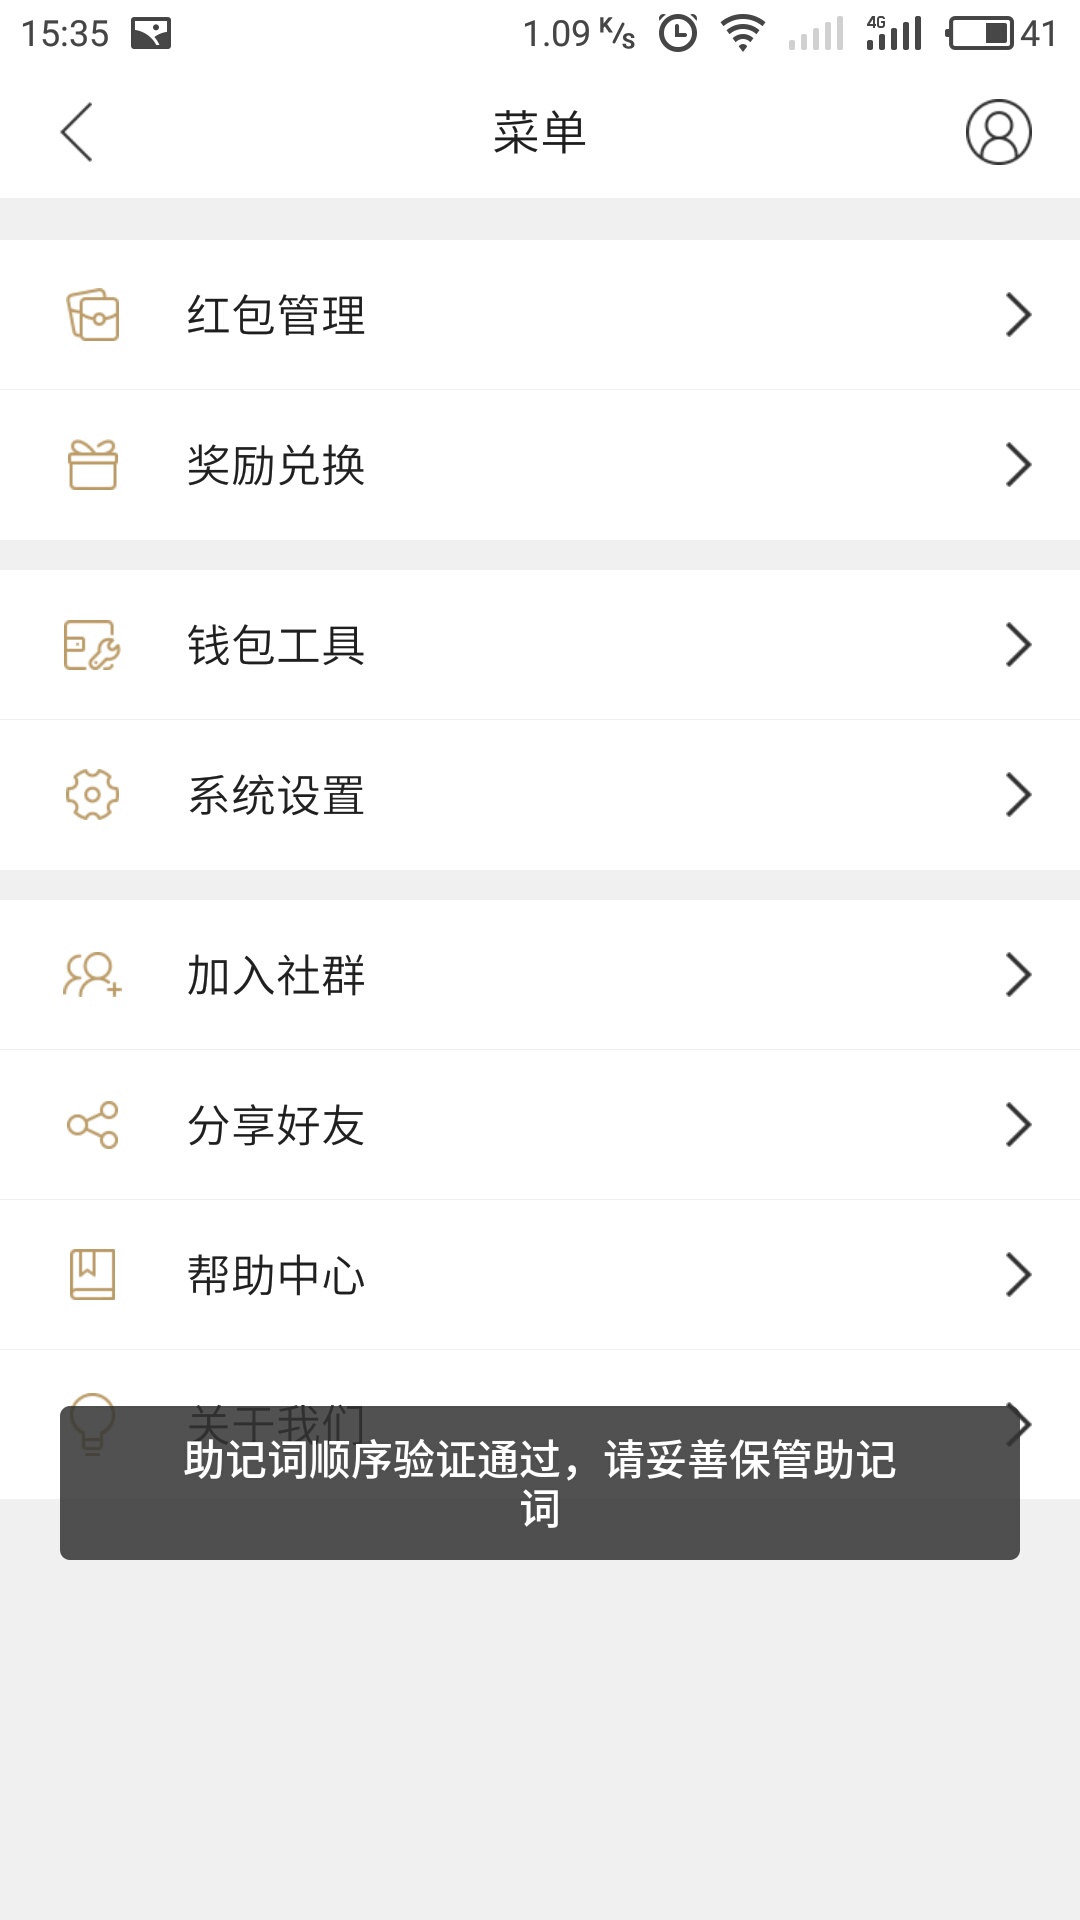 15:35
1.09 K/s
4G
41
菜单
红包管理
奖励兑换
钱包工具
系统设置
加入社群
分享好友
帮助中心
关于我们
助记词顺序验证通过，请妥善保管助记
词